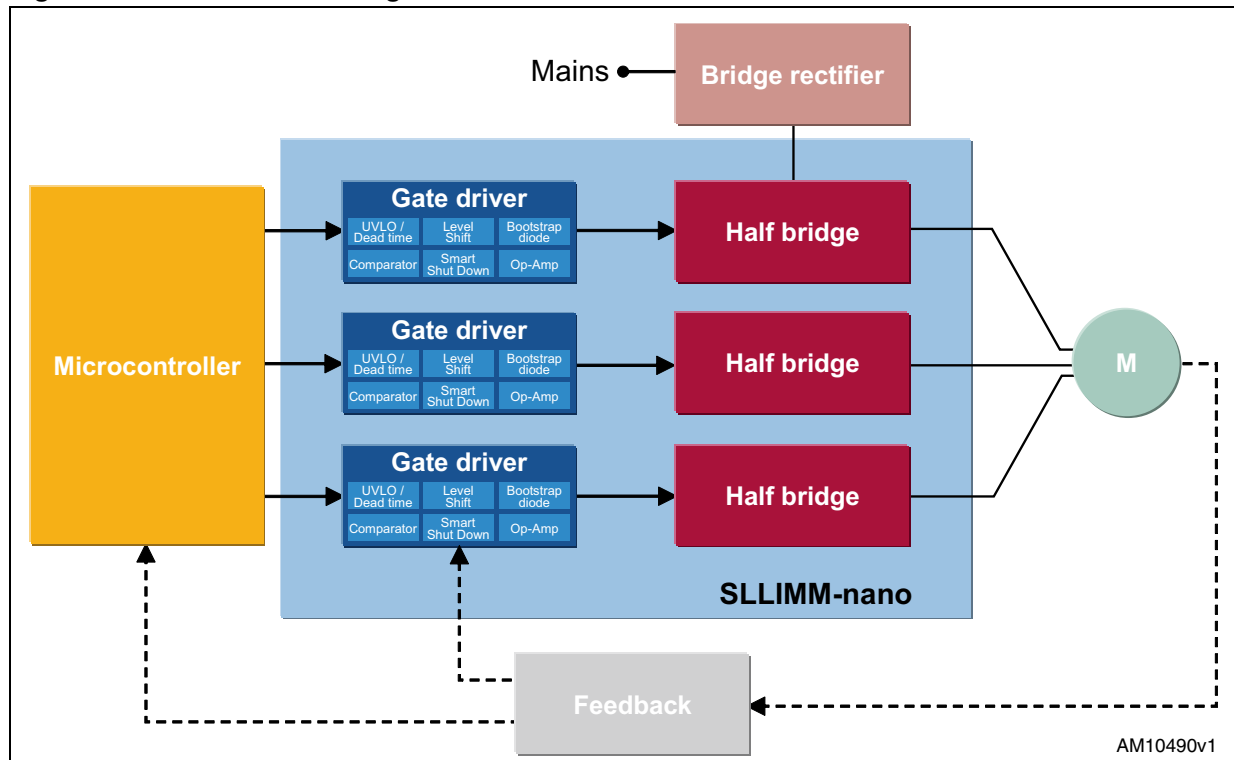 Mains
Bridge rectifier
Gate driver
UVLO /
Dead time
Level
Shift
Bootstrap
diode
Comparator
Smart
Shut Down
Op-Amp
Half bridge
Microcontroller
Gate driver
UVLO /
Dead time
Level
Shift
Bootstrap
diode
Comparator
Smart
Shut Down
Op-Amp
Half bridge
M
Gate driver
UVLO /
Dead time
Level
Shift
Bootstrap
diode
Comparator
Smart
Shut Down
Op-Amp
Half bridge
SLLIMM-nano
Feedback
AM10490v1